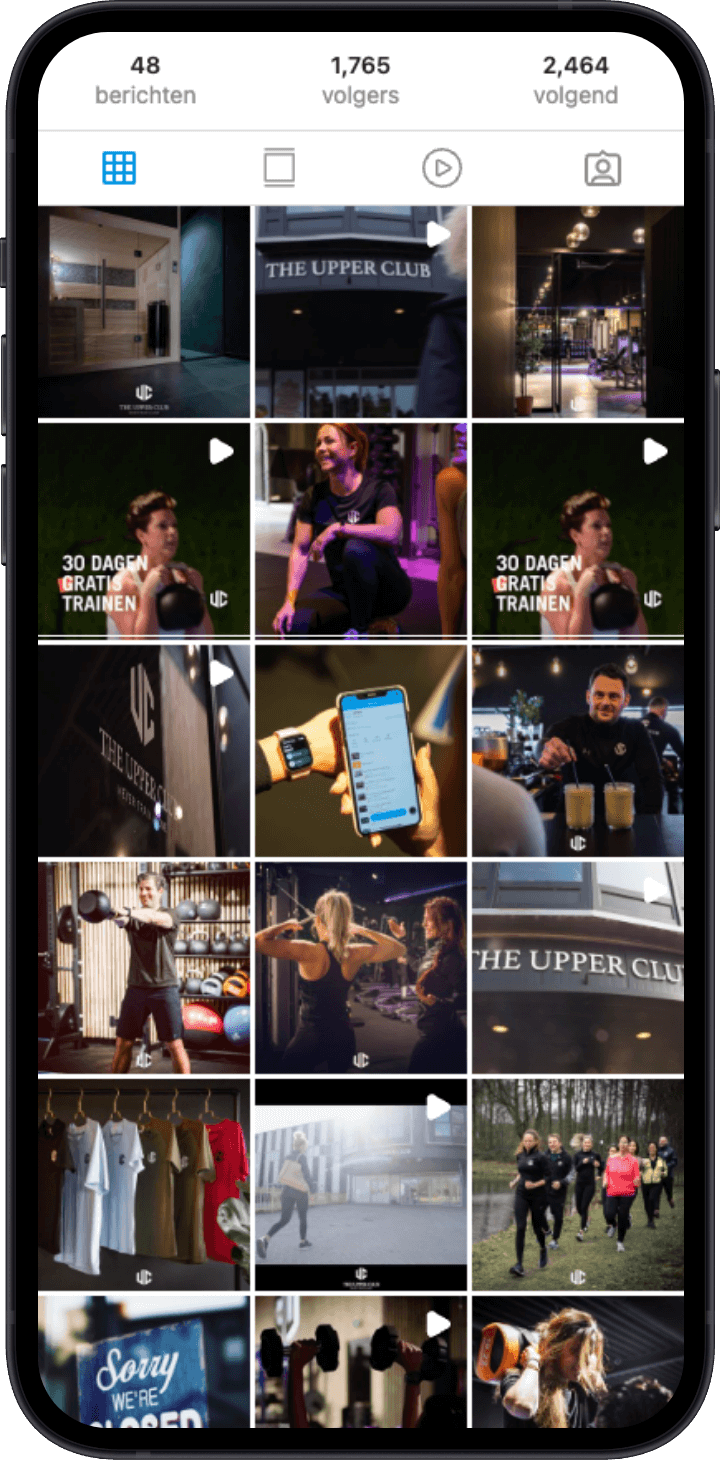 48
1,765
2,464
berichten
volgers
volgend
THE UPPER CLUB
UC
THE UPPER CLUB
30 DAGEN
GRATIS
TRAINEN
UC
UC
30 DAGEN
GRATIS
TRAINEN
UC
UC
THE UPPER CLUB
UC
UC
UC
THE UPPER CLU
UC
UC
THE UPPER CLUB
UC
Sorry
WE'RE
CLOSED